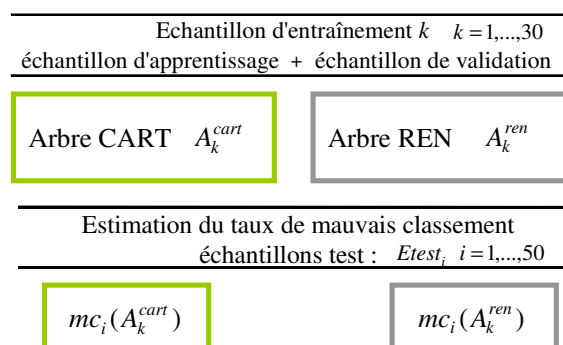 Echantillon d'entraînement k k = 1,...,30
échantillon d'apprentissage + échantillon de validation
Arbre CART A_k^{cart} Arbre REN A_k^{ren}
Estimation du taux de mauvais classement
échantillons test : Etest_i i = 1,...,50
mc_i(A_k^{cart}) mc_i(A_k^{ren})